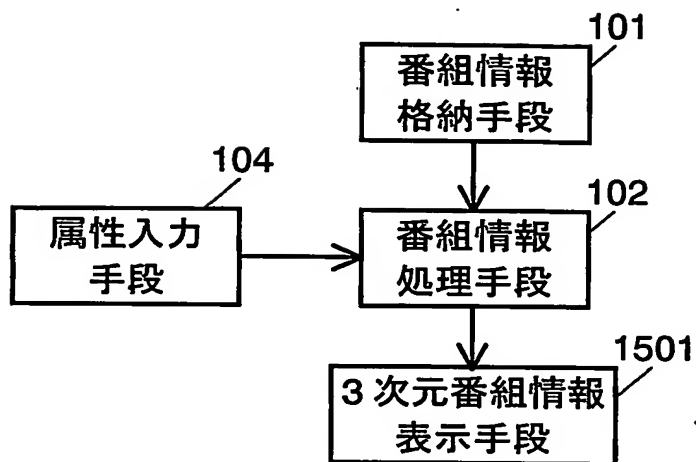 101
番組情報
格納手段
104
属性入力
手段
102
番組情報
処理手段
1501
3次元番組情報
表示手段